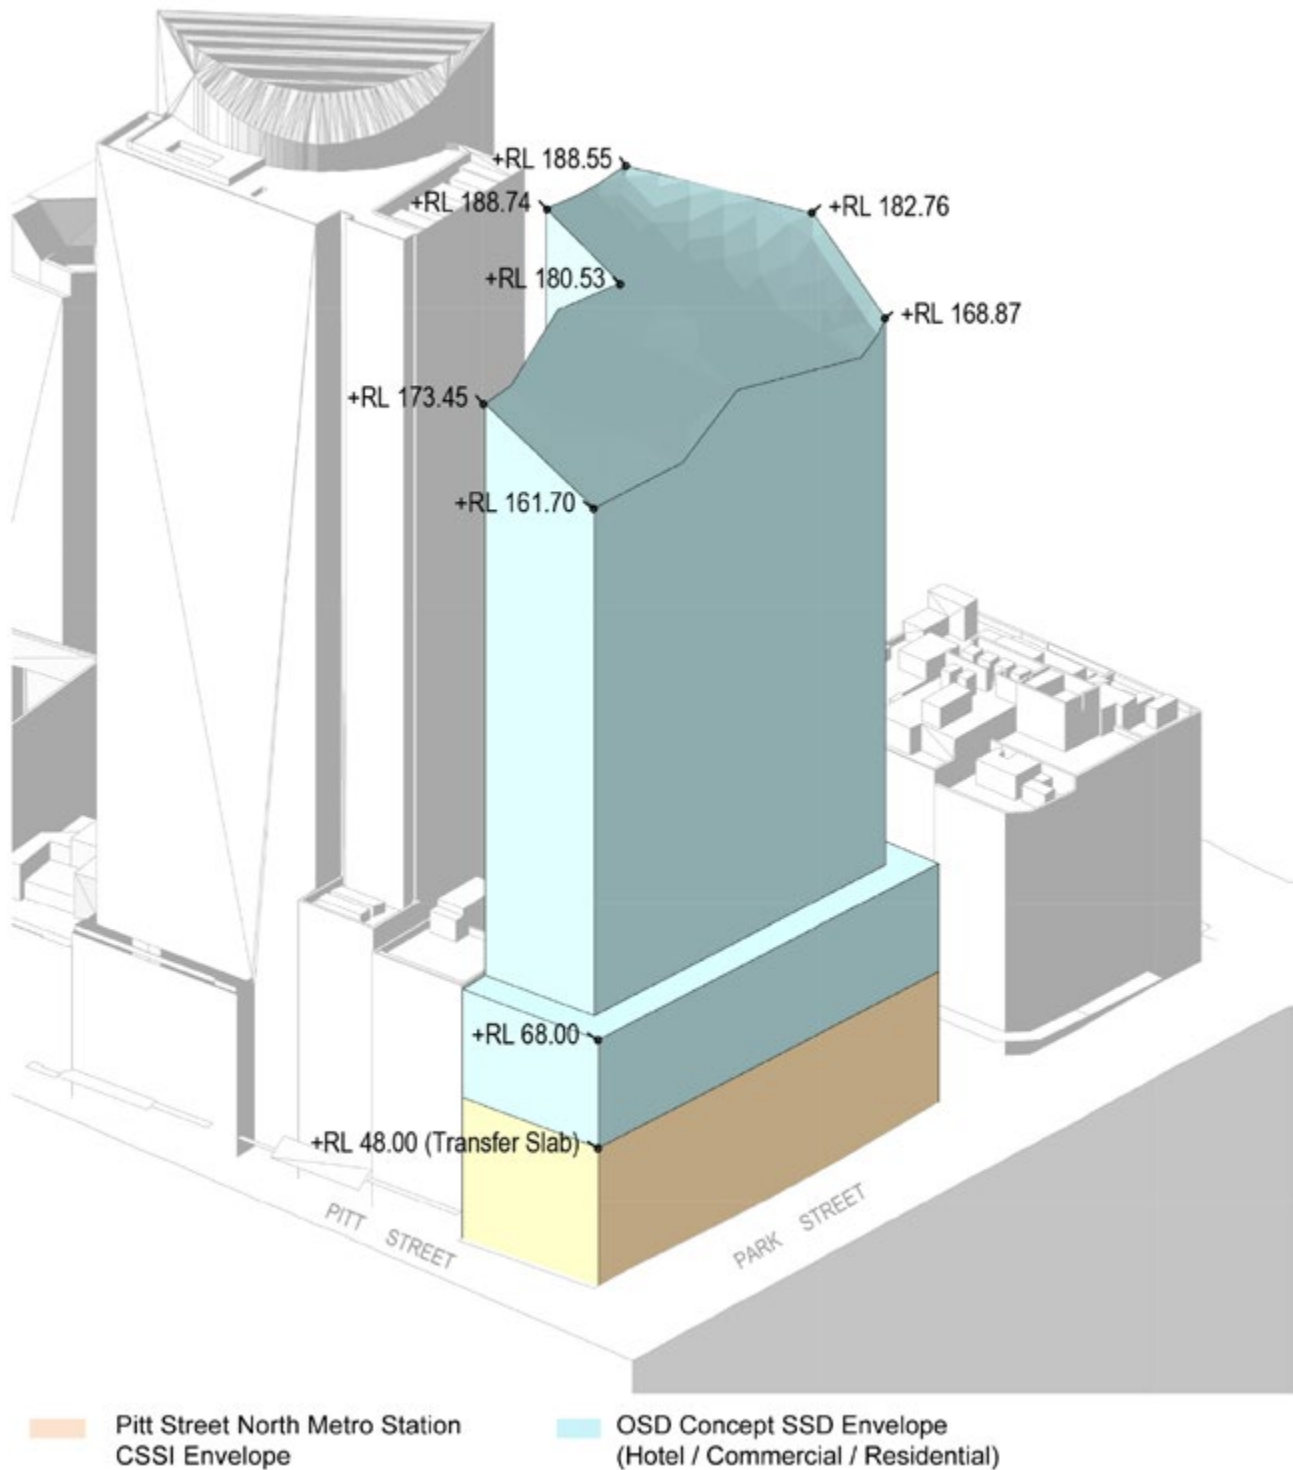 +RL 188.55
+RL 188.74
+RL 182.76
+RL 180.53
+RL 168.87
+RL 173.45
+RL 161.70
+RL 68.00
+RL 48.00 (Transfer Slab)
PITT STREET
PARK STREET
Pitt Street North Metro Station
CSSI Envelope
OSD Concept SSD Envelope
(Hotel / Commercial / Residential)